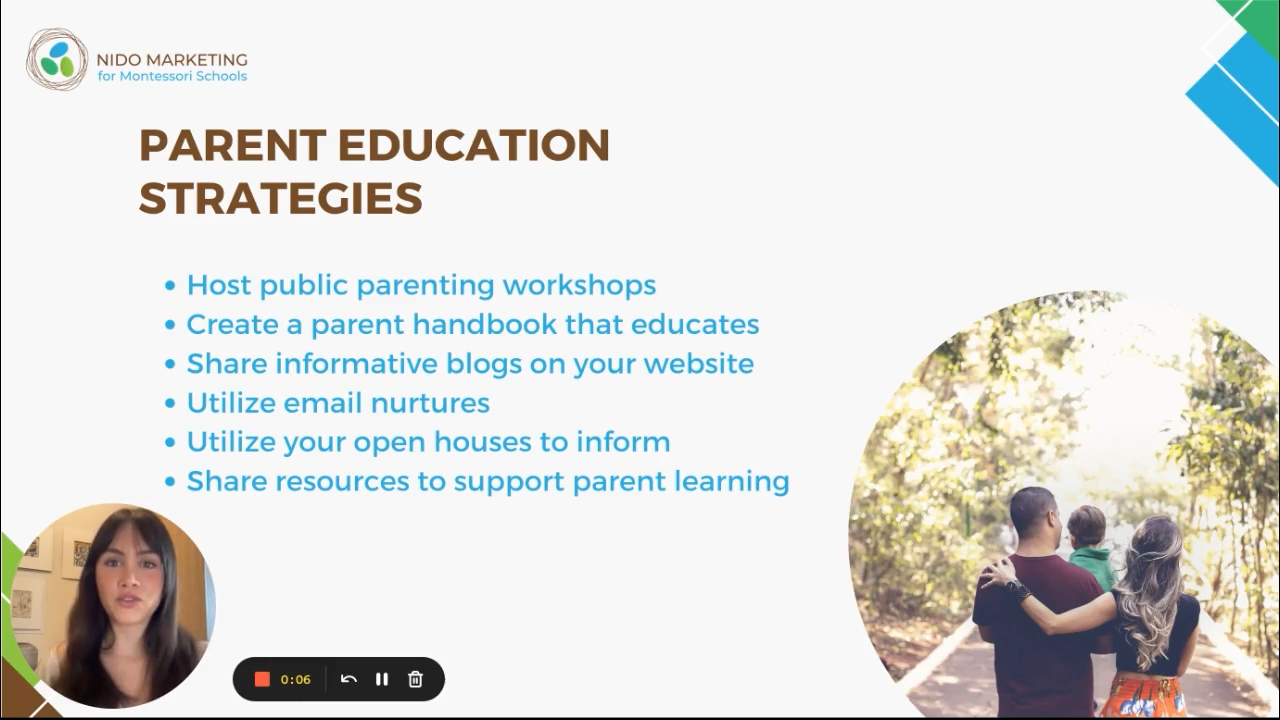 NIDO MARKETING
for Montessori Schools
PARENT EDUCATION
STRATEGIES
• Host public parenting workshops
• Create a parent handbook that educates
• Share informative blogs on your website
• Utilize email nurtures
• Utilize your open houses to inform
• Share resources to support parent learning
0:06